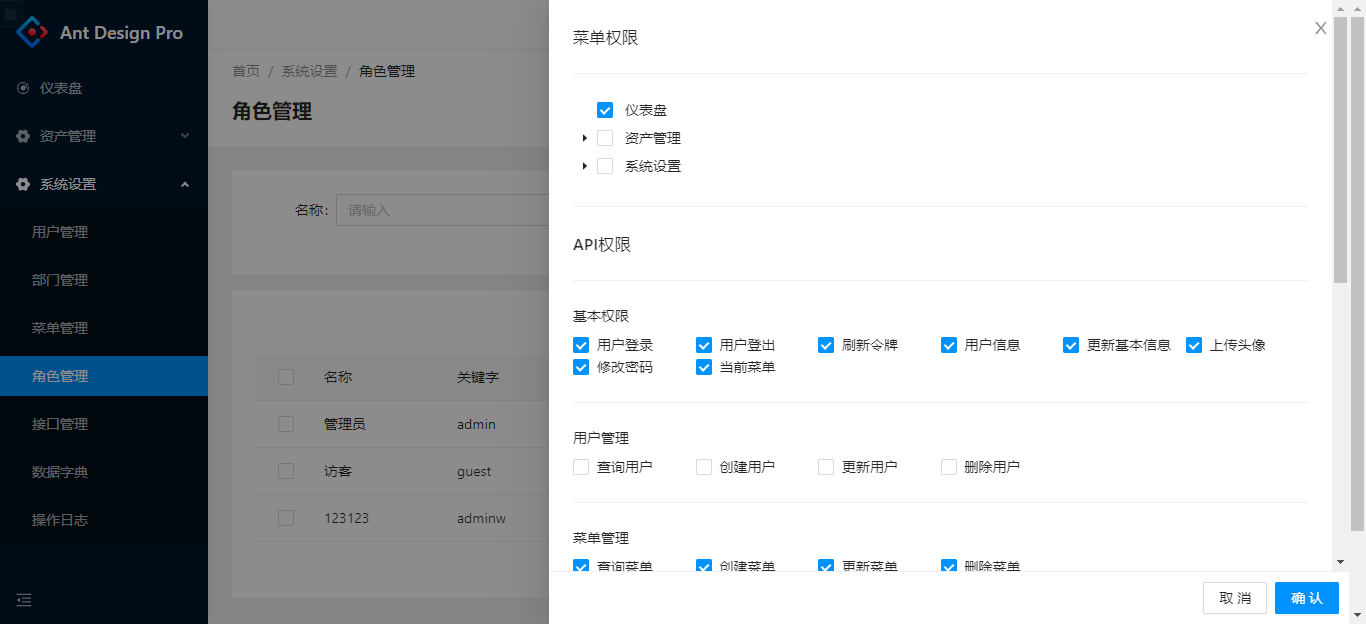 Ant Design Pro
仪表盘
资产管理
系统设置
用户管理
部门管理
菜单管理
角色管理
接口管理
数据字典
操作日志
首页 / 系统设置 / 角色管理
角色管理
名称: 请输入
名称 关键字
管理员 admin
访客 guest
123123 adminw
菜单权限 X
仪表盘
资产管理
系统设置
API权限
基本权限
用户登录 用户登出 刷新令牌 用户信息 更新基本信息 上传头像
修改密码 当前菜单
用户管理
查询用户 创建用户 更新用户 删除用户
菜单管理
查询菜单 创建菜单 更新菜单 删除菜单
取 消 确 认